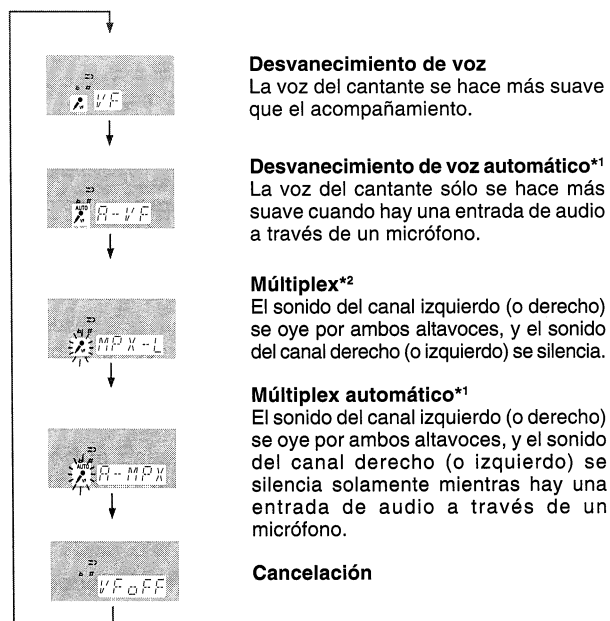 VF
Desvanecimiento de voz
La voz del cantante se hace más suave
que el acompañamiento.
AUTO
A-VF
Desvanecimiento de voz automático*1
La voz del cantante sólo se hace más
suave cuando hay una entrada de audio
a través de un micrófono.
MPX-L
Múltiplex*2
El sonido del canal izquierdo (o derecho)
se oye por ambos altavoces, y el sonido
del canal derecho (o izquierdo) se silencia.
AUTO
A-MPX
Múltiplex automático*1
El sonido del canal izquierdo (o derecho)
se oye por ambos altavoces, y el sonido
del canal derecho (o izquierdo) se
silencia solamente mientras hay una
entrada de audio a través de un
micrófono.
VFoFF
Cancelación